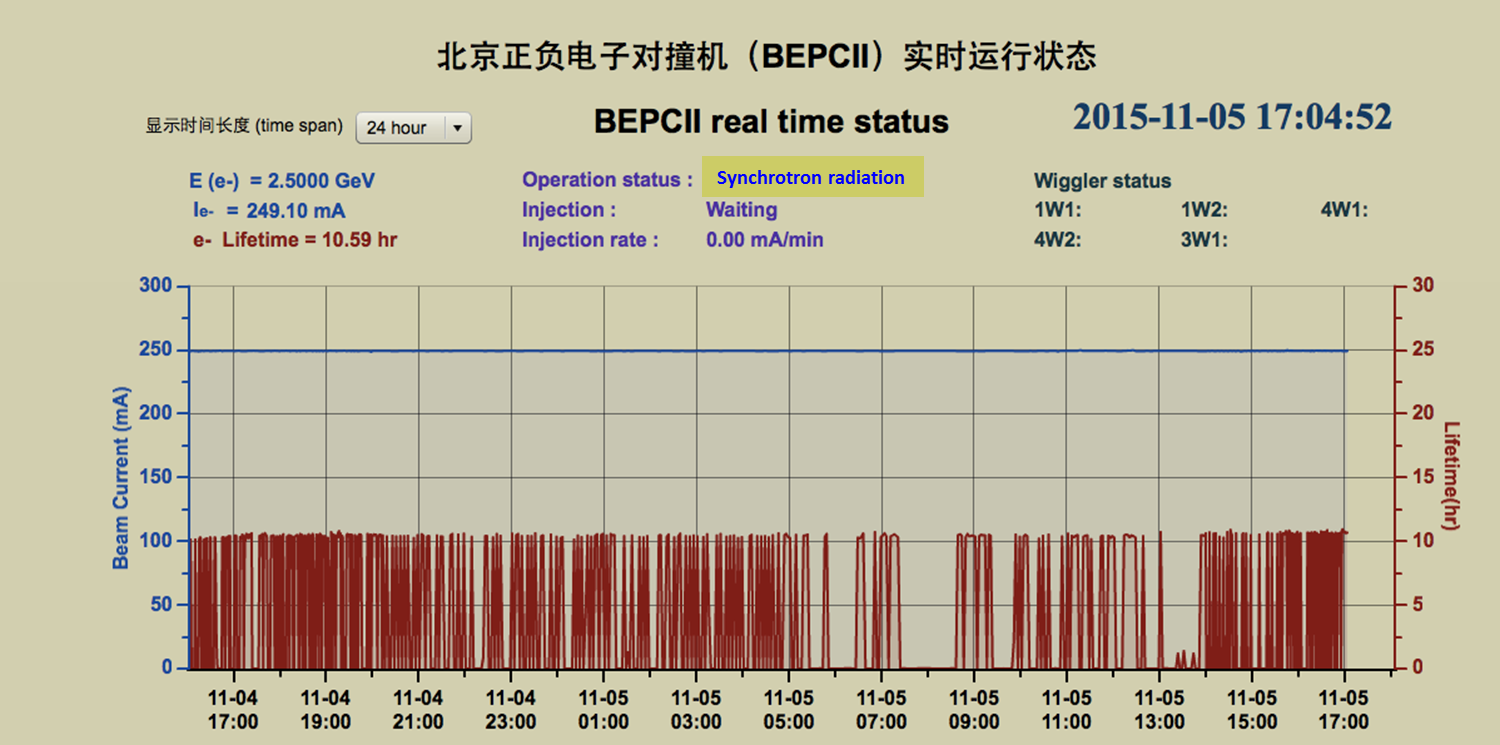 北京正负电子对撞机（BEPCII）实时运行状态
显示时间长度 (time span) 24 hour
BEPCII real time status
2015-11-05 17:04:52
E (e-) = 2.5000 GeV
Ie- = 249.10 mA
e- Lifetime = 10.59 hr
Operation status : Synchrotron radiation
Injection : Waiting
Injection rate : 0.00 mA/min
Wiggler status
1W1: 1W2: 4W1:
4W2: 3W1:
Beam Current (mA)
300
250
200
150
100
50
0
30
25
20
15
10
5
0
Lifetime(hr)
11-04 11-04 11-04 11-04 11-05 11-05 11-05 11-05 11-05 11-05 11-05 11-05 11-05
17:00 19:00 21:00 23:00 01:00 03:00 05:00 07:00 09:00 11:00 13:00 15:00 17:00